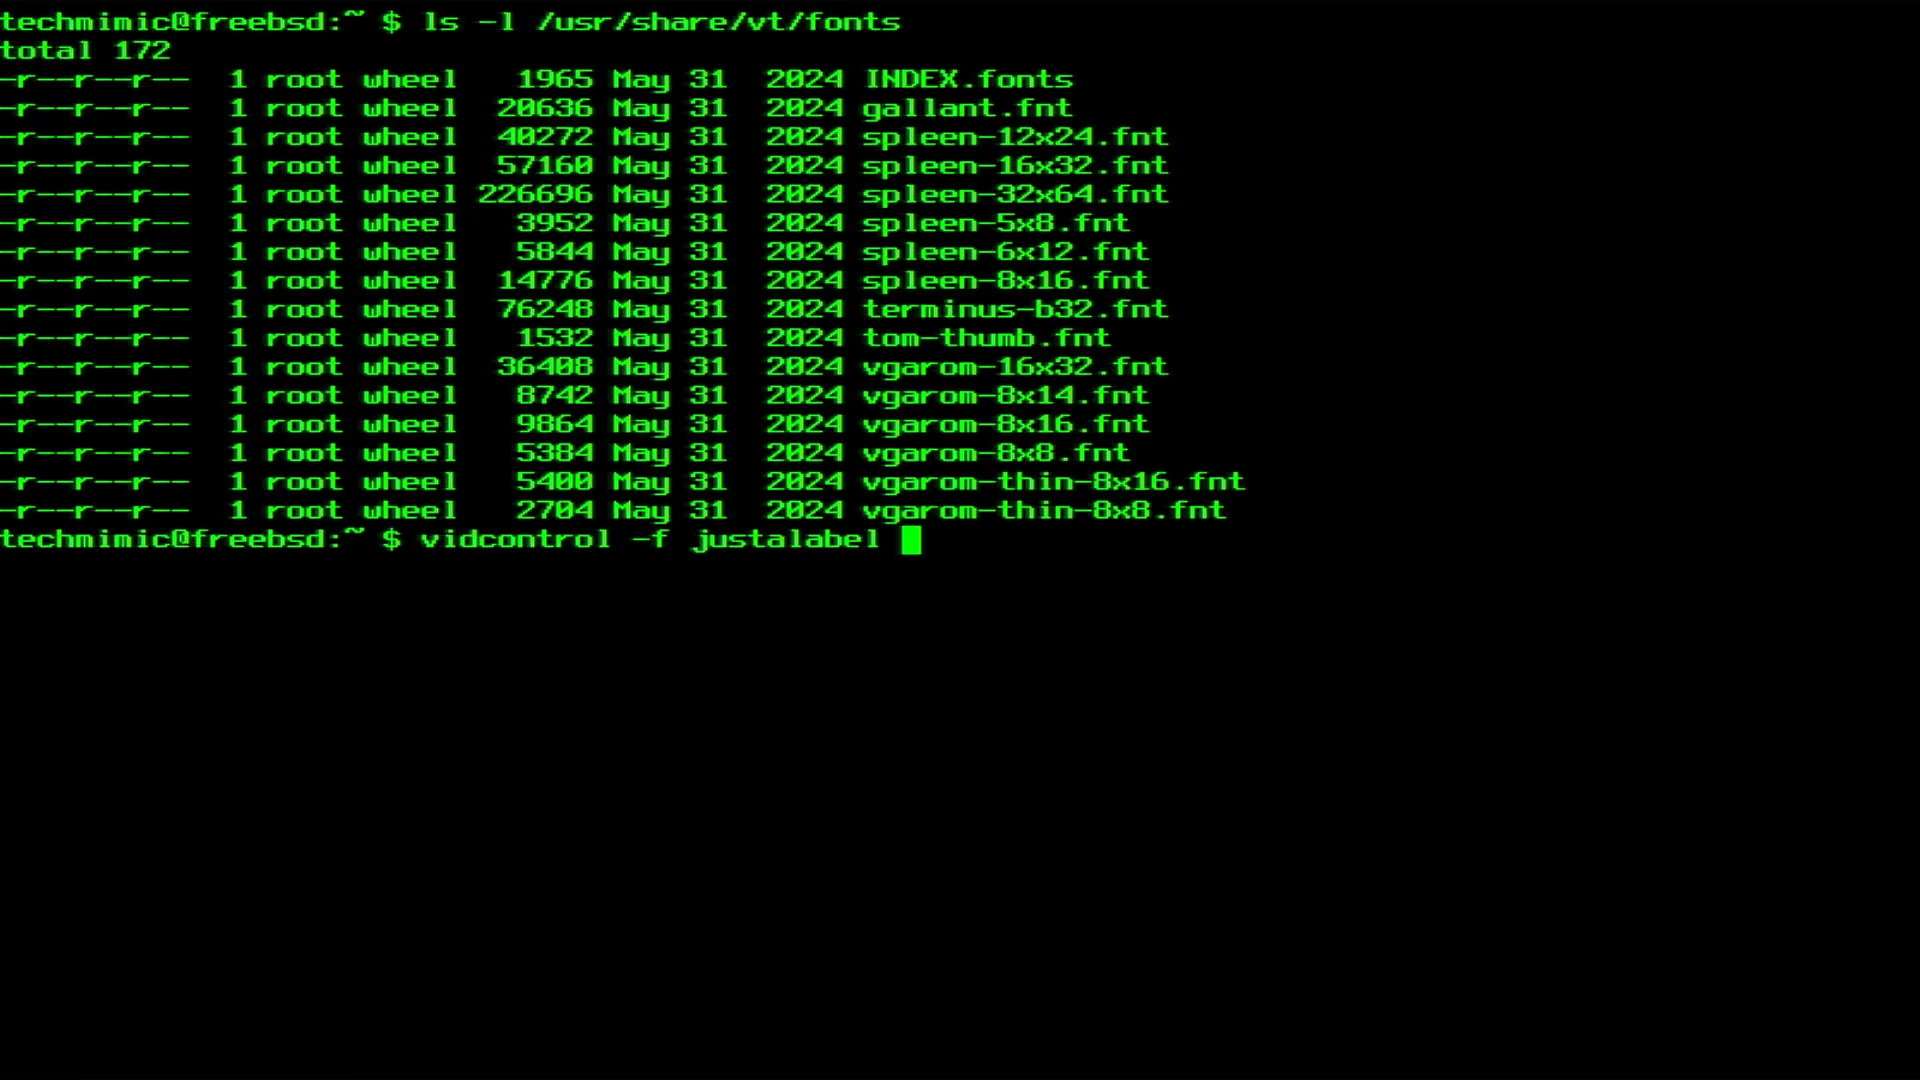 techmimic@freebsd:~ $ ls -l /usr/share/vt/fonts
total 172
-r--r--r--  1 root wheel   1965 May 31  2024 INDEX.fonts
-r--r--r--  1 root wheel  20636 May 31  2024 gallant.fnt
-r--r--r--  1 root wheel  40272 May 31  2024 spleen-12x24.fnt
-r--r--r--  1 root wheel  57160 May 31  2024 spleen-16x32.fnt
-r--r--r--  1 root wheel 226696 May 31  2024 spleen-32x64.fnt
-r--r--r--  1 root wheel   3952 May 31  2024 spleen-5x8.fnt
-r--r--r--  1 root wheel   5844 May 31  2024 spleen-6x12.fnt
-r--r--r--  1 root wheel  14776 May 31  2024 spleen-8x16.fnt
-r--r--r--  1 root wheel  76248 May 31  2024 terminus-b32.fnt
-r--r--r--  1 root wheel   1532 May 31  2024 tom-thumb.fnt
-r--r--r--  1 root wheel  36408 May 31  2024 vgarom-16x32.fnt
-r--r--r--  1 root wheel   8742 May 31  2024 vgarom-8x14.fnt
-r--r--r--  1 root wheel   9864 May 31  2024 vgarom-8x16.fnt
-r--r--r--  1 root wheel   5384 May 31  2024 vgarom-8x8.fnt
-r--r--r--  1 root wheel   5400 May 31  2024 vgarom-thin-8x16.fnt
-r--r--r--  1 root wheel   2704 May 31  2024 vgarom-thin-8x8.fnt
techmimic@freebsd:~ $ vidcontrol -f justalabel